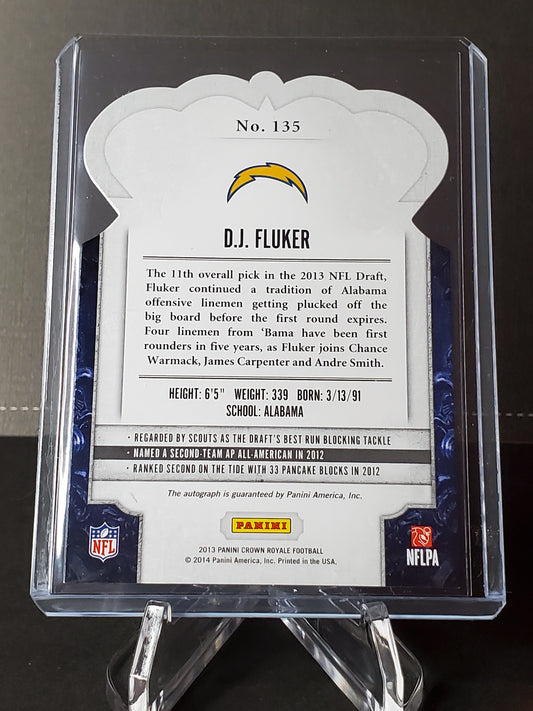 No. 135
D.J. FLUKER
The 11th overall pick in the 2013 NFL Draft,
Fluker continued a tradition of Alabama
offensive linemen getting plucked off the
big board before the first round expires.
Four linemen from ‘Bama have been first
rounders in five years, as Fluker joins Chance
Warmack, James Carpenter and Andre Smith.
HEIGHT: 6'5" WEIGHT: 339 BORN: 3/13/91
SCHOOL: ALABAMA
• REGARDED BY SCOUTS AS THE DRAFT'S BEST RUN BLOCKING TACKLE
• NAMED A SECOND-TEAM AP ALL-AMERICAN IN 2012
• RANKED SECOND ON THE TIDE WITH 33 PANCAKE BLOCKS IN 2012
The autograph is guaranteed by Panini America, Inc.
PANINI
NFL
NFLPA
2013 PANINI CROWN ROYALE FOOTBALL
© 2014 Panini America, Inc. Printed in the USA.